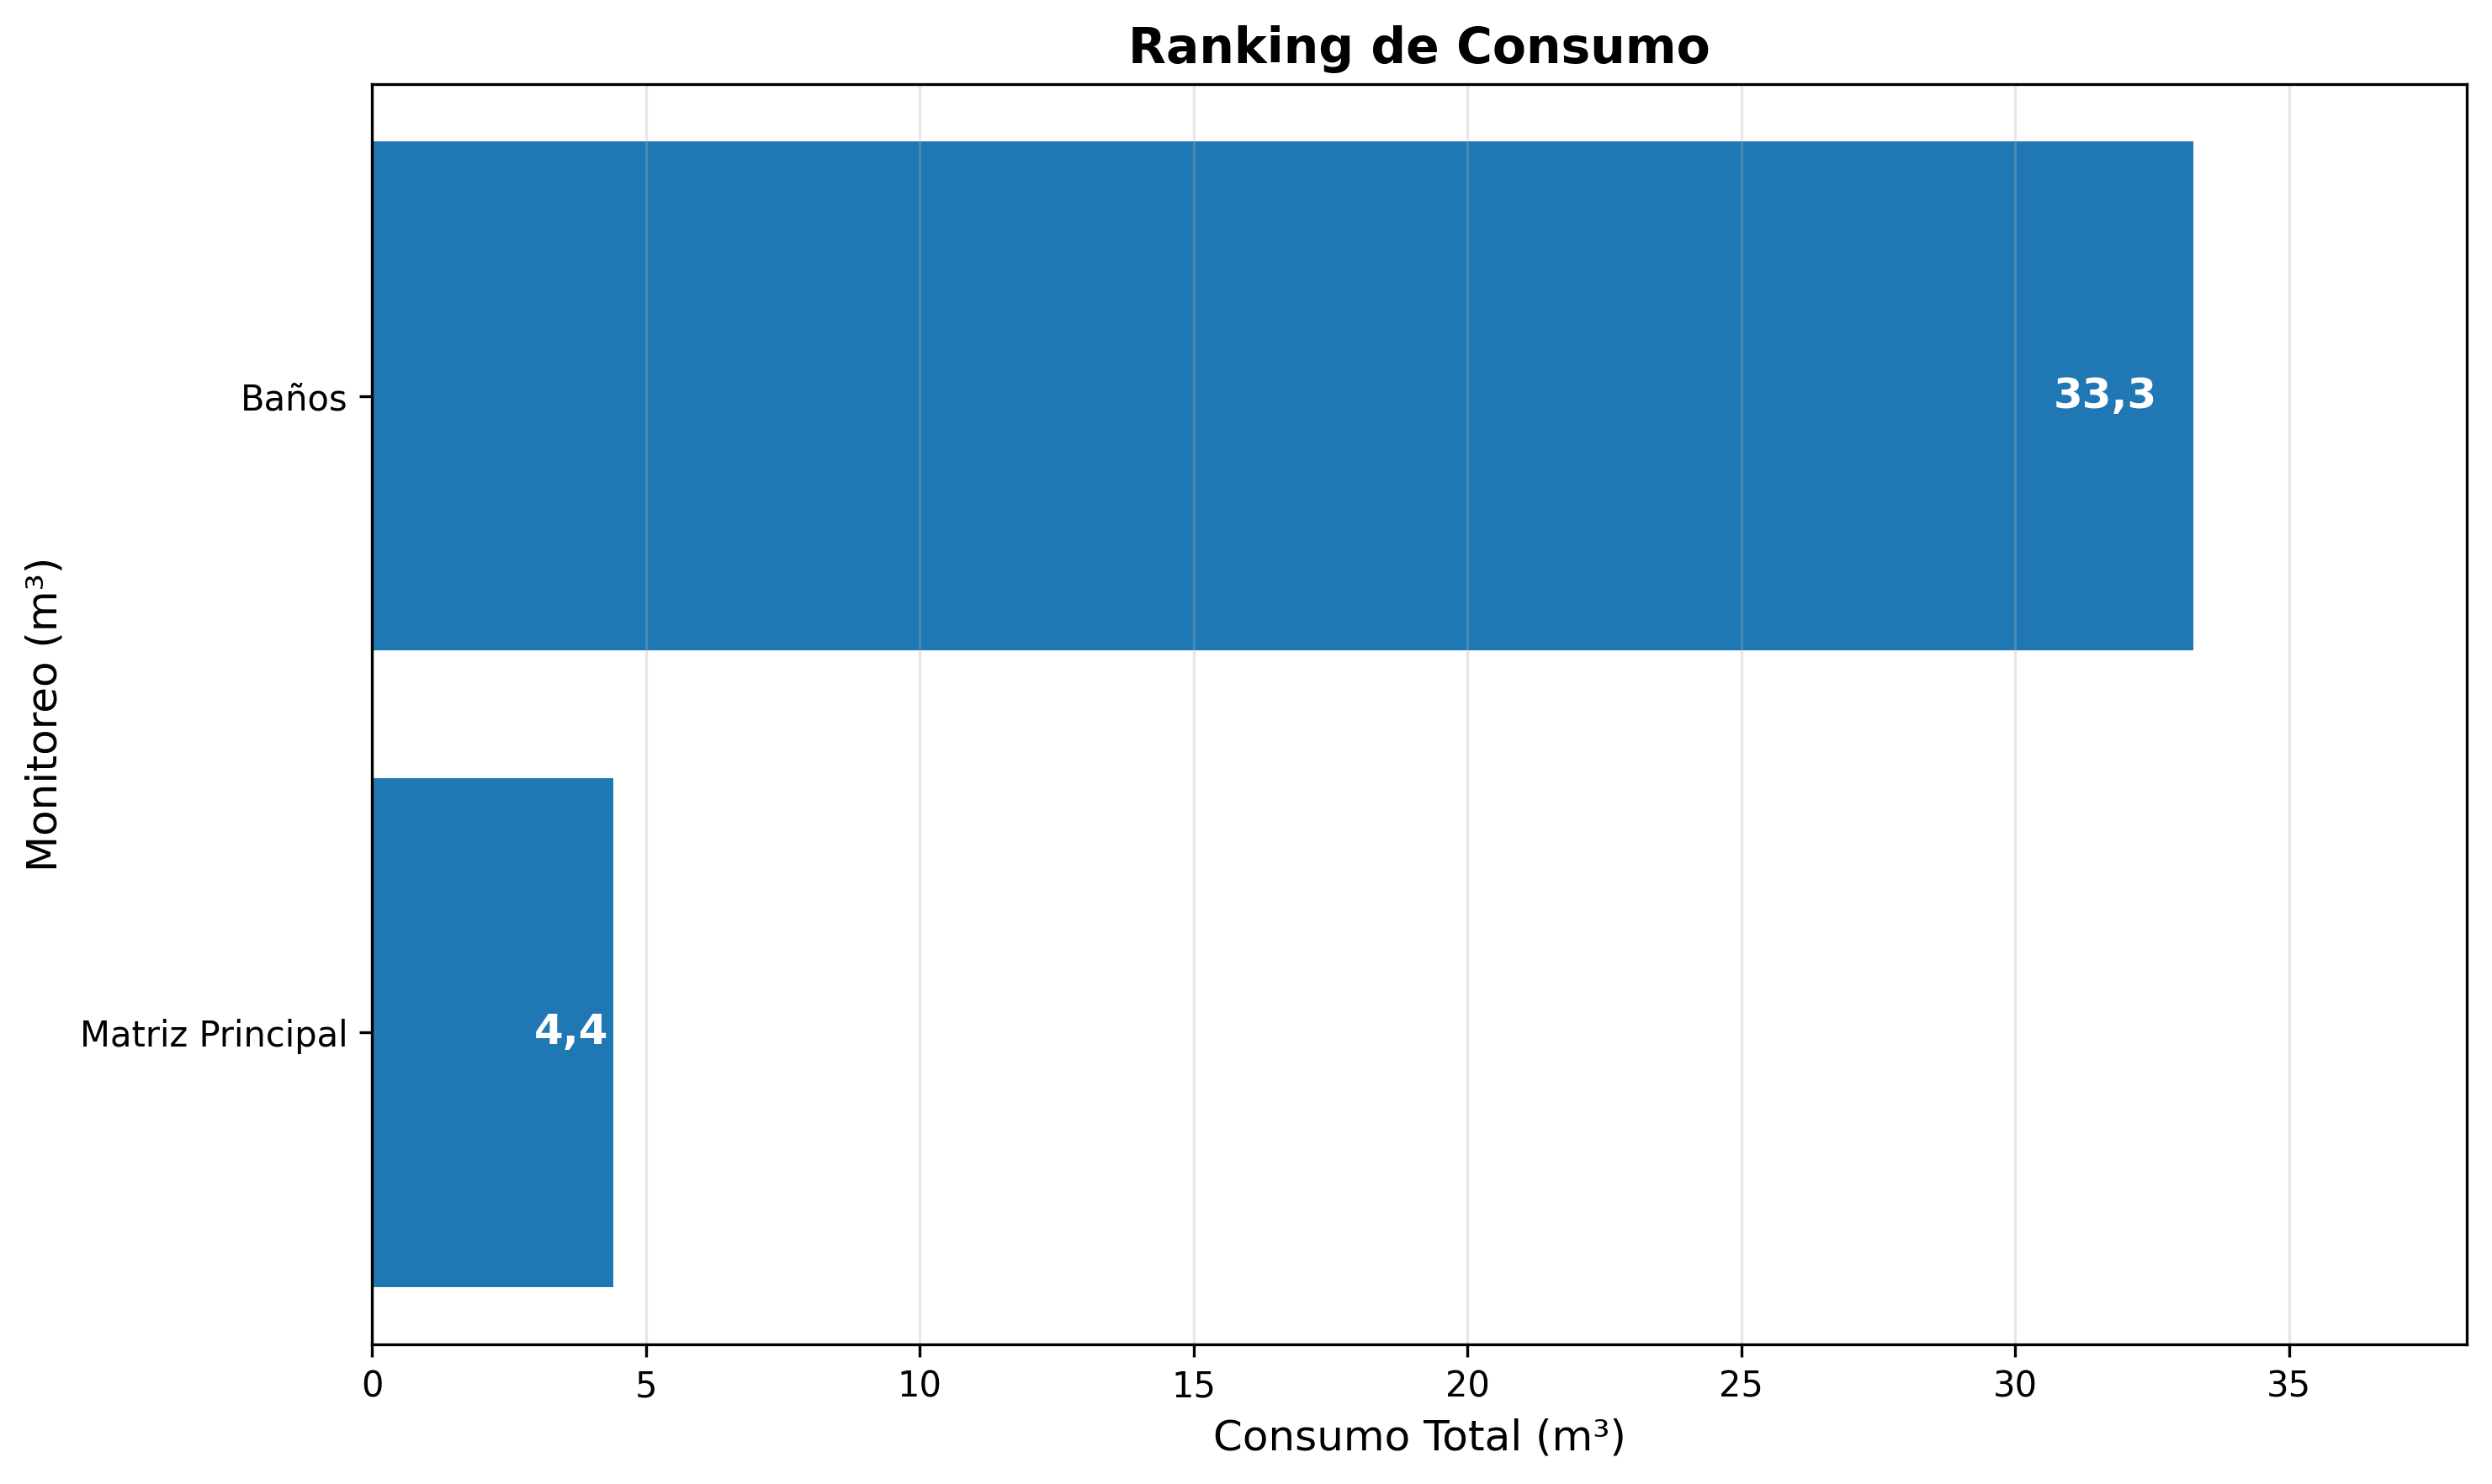 Ranking de Consumo
Monitoreo (m³)
Baños
33,3
Matriz Principal
4,4
0 5 10 15 20 25 30 35
Consumo Total (m³)